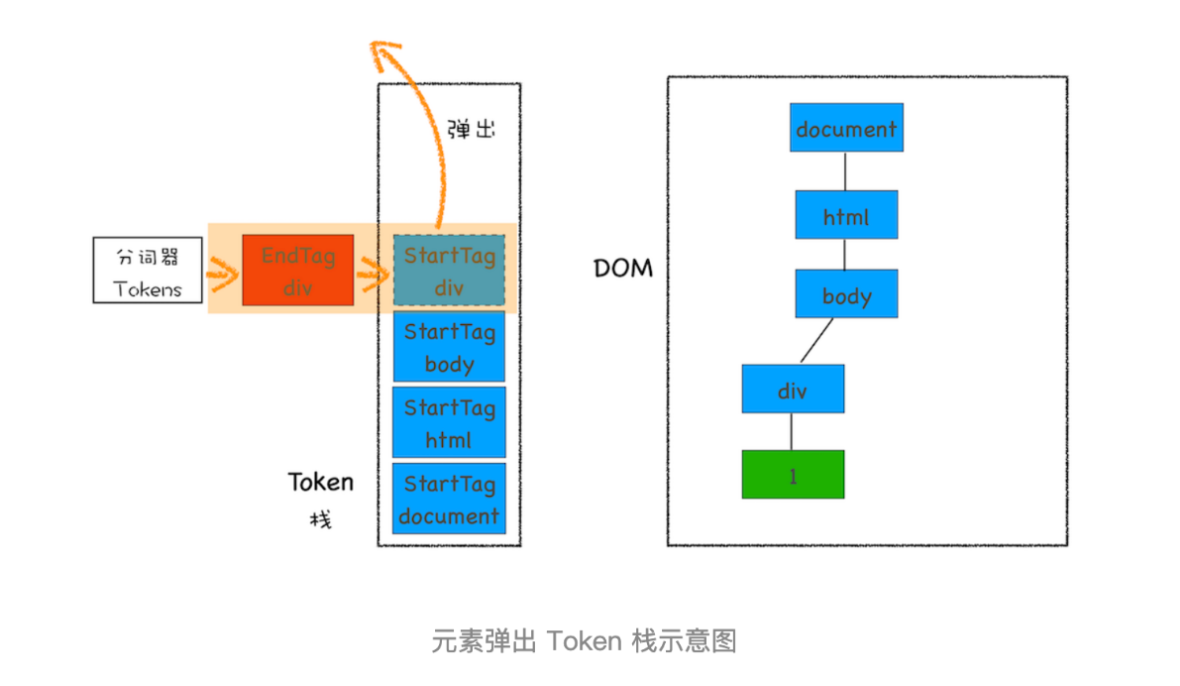 弹出
分词器
Tokens
EndTag
div
StartTag
div
StartTag
body
StartTag
html
StartTag
document
Token
栈
DOM
document
html
body
div
1
元素弹出 Token 栈示意图